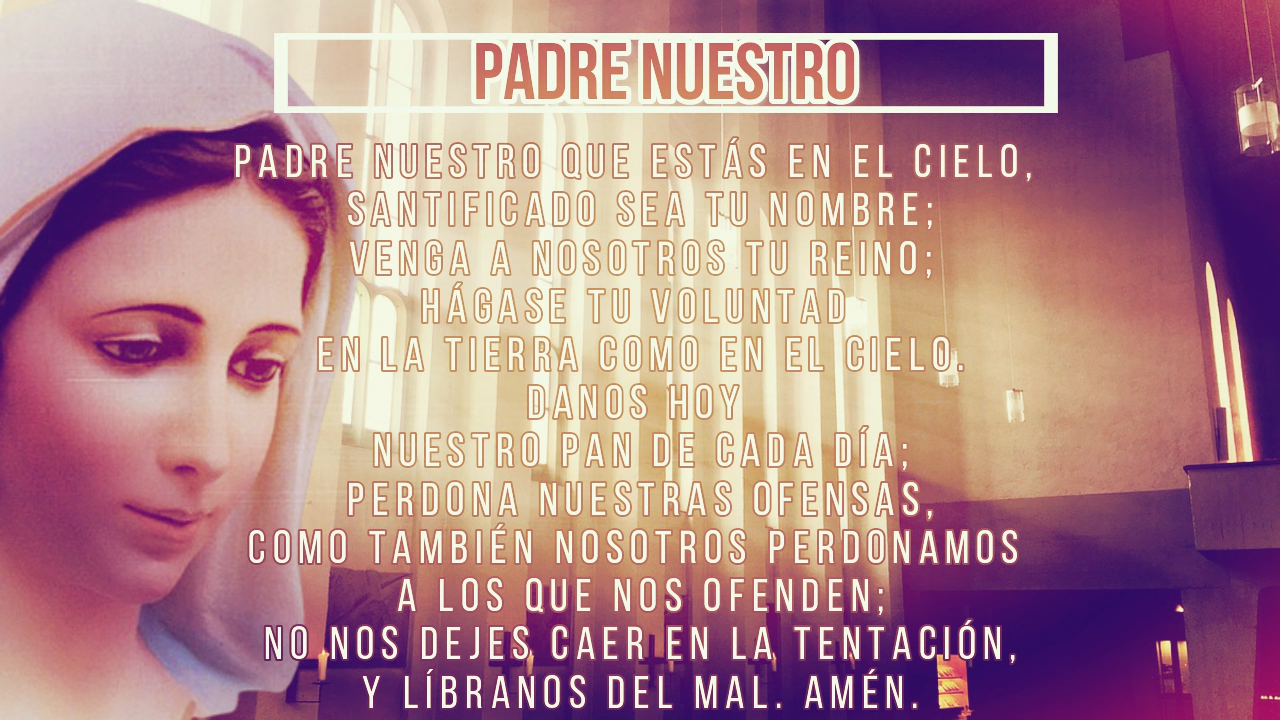 PADRE NUESTRO
PADRE NUESTRO QUE ESTÁS EN EL CIELO,
SANTIFICADO SEA TU NOMBRE;
VENGA A NOSOTROS TU REINO;
HÁGASE TU VOLUNTAD
EN LA TIERRA COMO EN EL CIELO.
DANOS HOY
NUESTRO PAN DE CADA DÍA;
PERDONA NUESTRAS OFENSAS,
COMO TAMBIÉN NOSOTROS PERDONAMOS
A LOS QUE NOS OFENDEN;
NO NOS DEJES CAER EN LA TENTACIÓN,
Y LÍBRANOS DEL MAL. AMÉN.